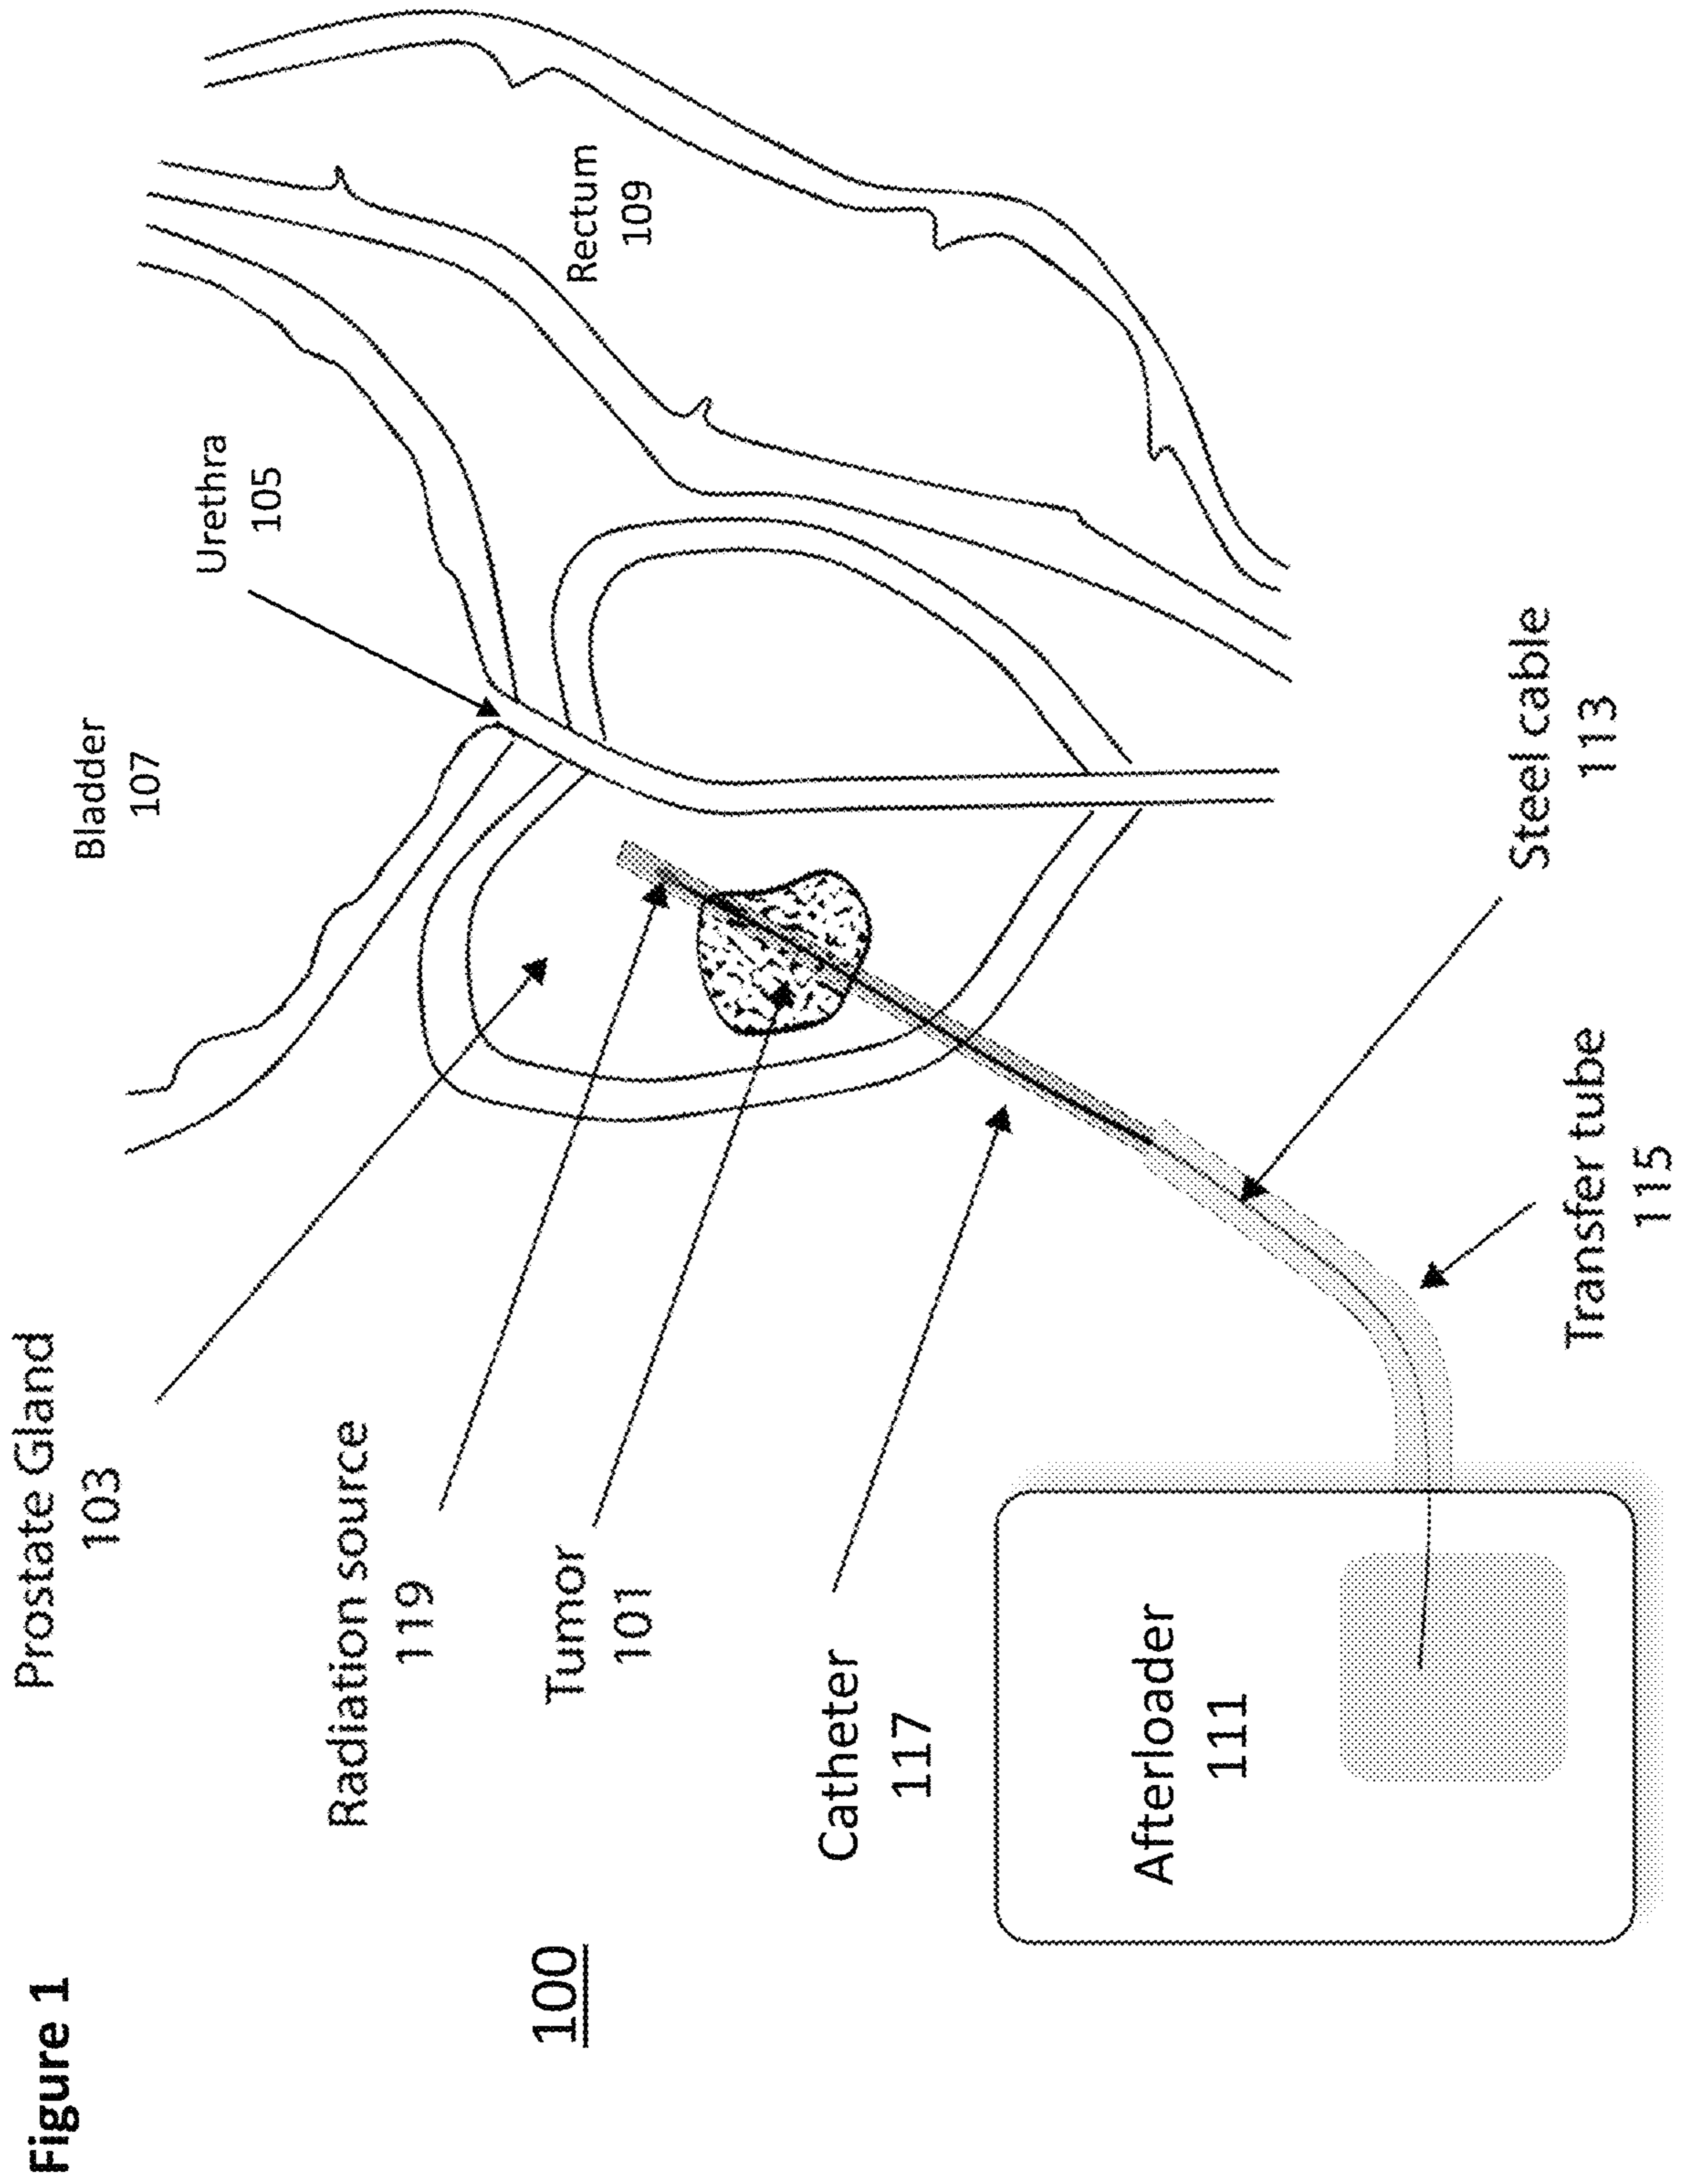 Figure 1
100
Prostate Gland
103
Bladder
107
Urethra
105
Rectum
109
Radiation source
119
Tumor
101
Catheter
117
Afterloader
111
Steel cable
113
Transfer tube
115